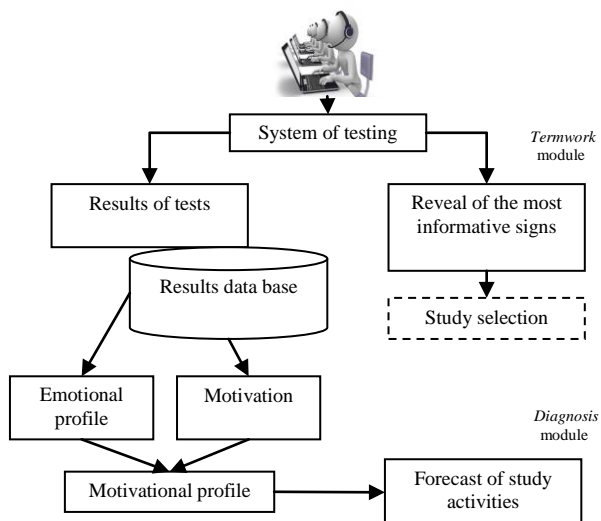 System of testing
Termwork
module
Results of tests
Reveal of the most
informative signs
Results data base
Study selection
Emotional
profile
Motivation
Diagnosis
module
Motivational profile
Forecast of study
activities